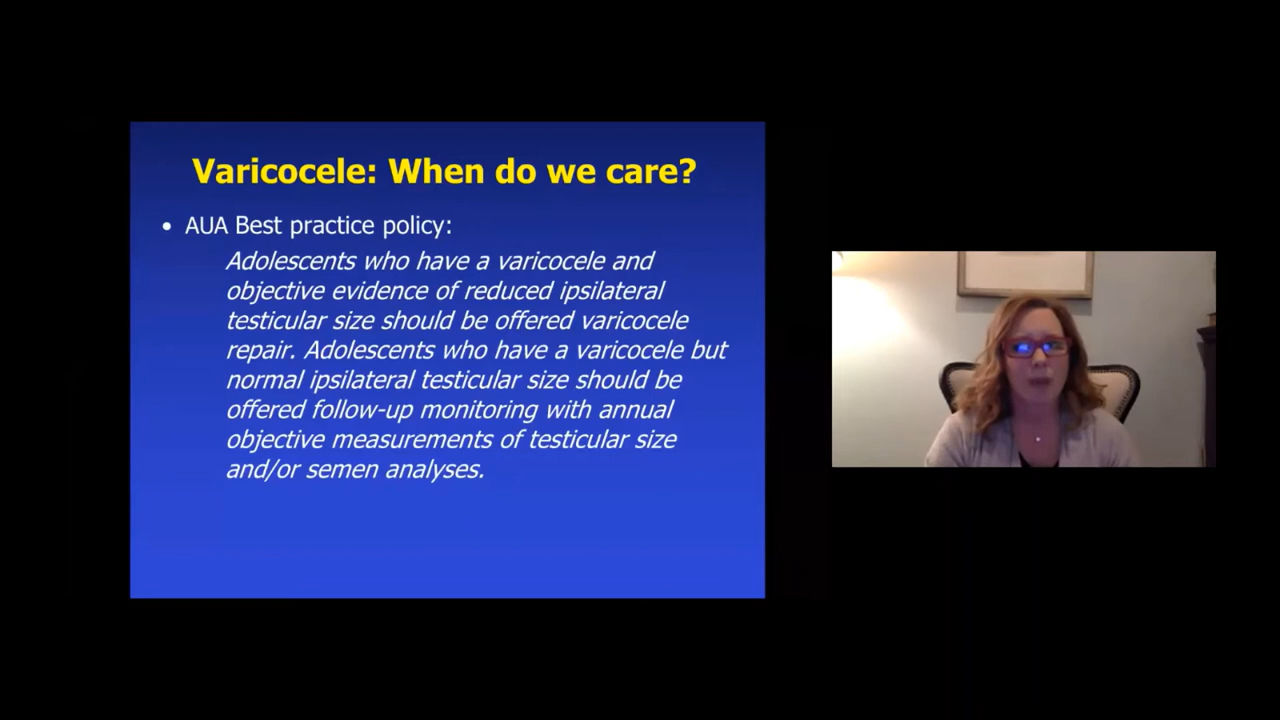 Varicocele: When do we care?
• AUA Best practice policy:
Adolescents who have a varicocele and
objective evidence of reduced ipsilateral
testicular size should be offered varicocele
repair. Adolescents who have a varicocele but
normal ipsilateral testicular size should be
offered follow-up monitoring with annual
objective measurements of testicular size
and/or semen analyses.